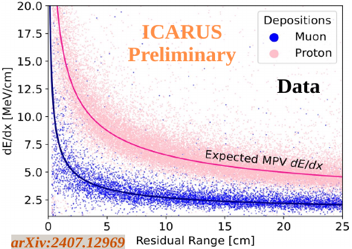 20.0
17.5
15.0
12.5
10.0
7.5
5.0
2.5
dE/dx [MeV/cm]
ICARUS
Preliminary
Depositions
Muon
Proton
Data
Expected MPV dE/dx
0
5
10
15
20
25
Residual Range [cm]
arXiv:2407.12969